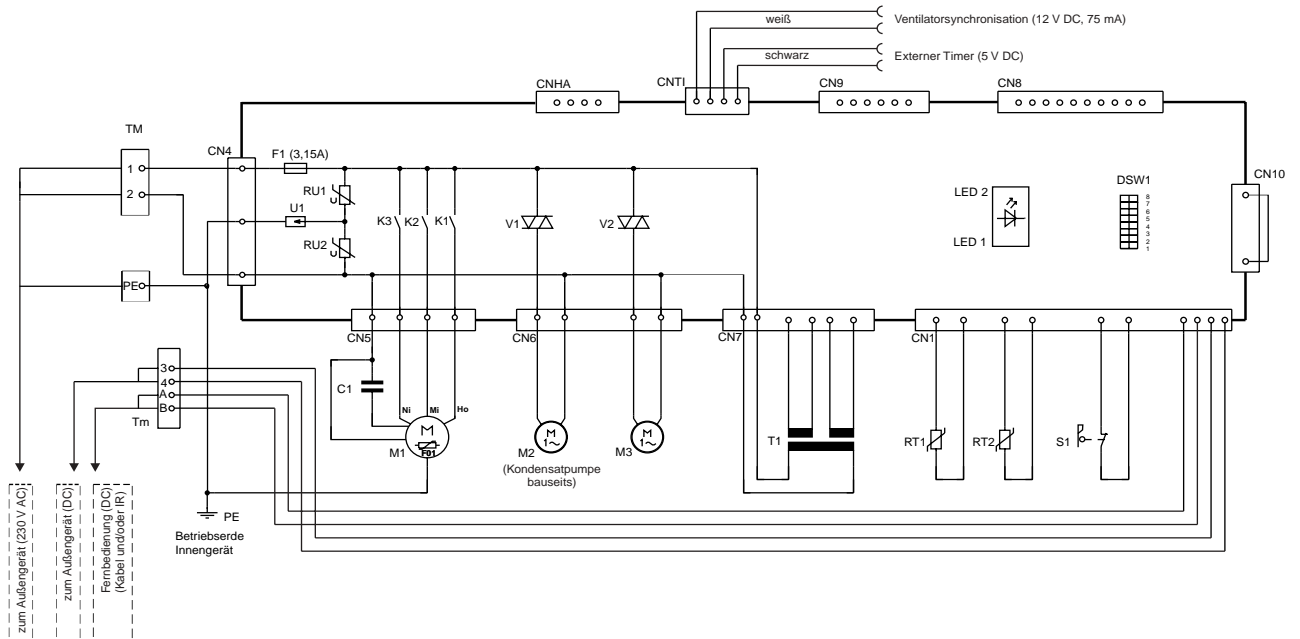 weiß
Ventilatorsynchronisation (12 V DC, 75 mA)
schwarz
Externer Timer (5 V DC)
CNHA
CNTI
CN9
CN8
TM
CN4
F1 (3,15A)
1
2
RU1
U1
RU2
K3
K2
K1
V1
V2
LED 2
LED 1
DSW1
8
7
6
5
4
3
2
1
CN10
PE
CN5
CN6
CN7
CN1
3
4
A
B
Tm
C1
Ni
Mi
Ho
M
F01
M1
M
1~
M2
(Kondensatpumpe
bauseits)
M
1~
M3
T1
RT1
RT2
S1
PE
Betriebserde
Innengerät
zum Außengerät (230 V AC)
zum Außengerät (DC)
Fernbedienung (DC)
(Kabel und/oder IR)